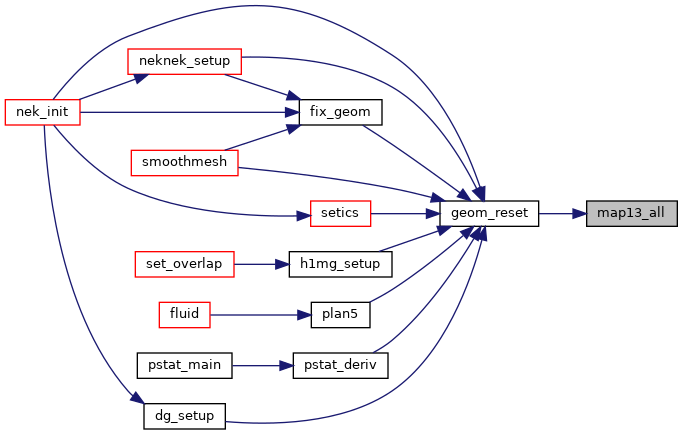 neknek_setup
nek_init
fix_geom
smoothmesh
setics
geom_reset
map13_all
set_overlap
h1mg_setup
fluid
plan5
pstat_main
pstat_deriv
dg_setup